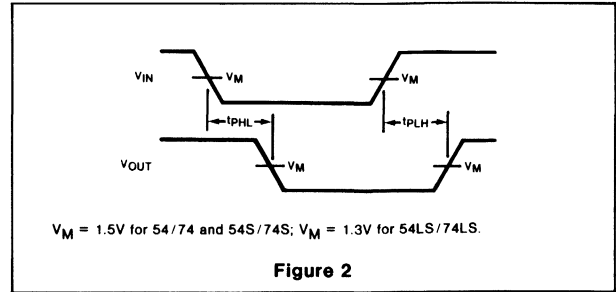 VIN
VM
VM
tPHL
tPLH
VOUT
VM
VM
VM = 1.5V for 54/74 and 54S/74S; VM = 1.3V for 54LS/74LS.
Figure 2